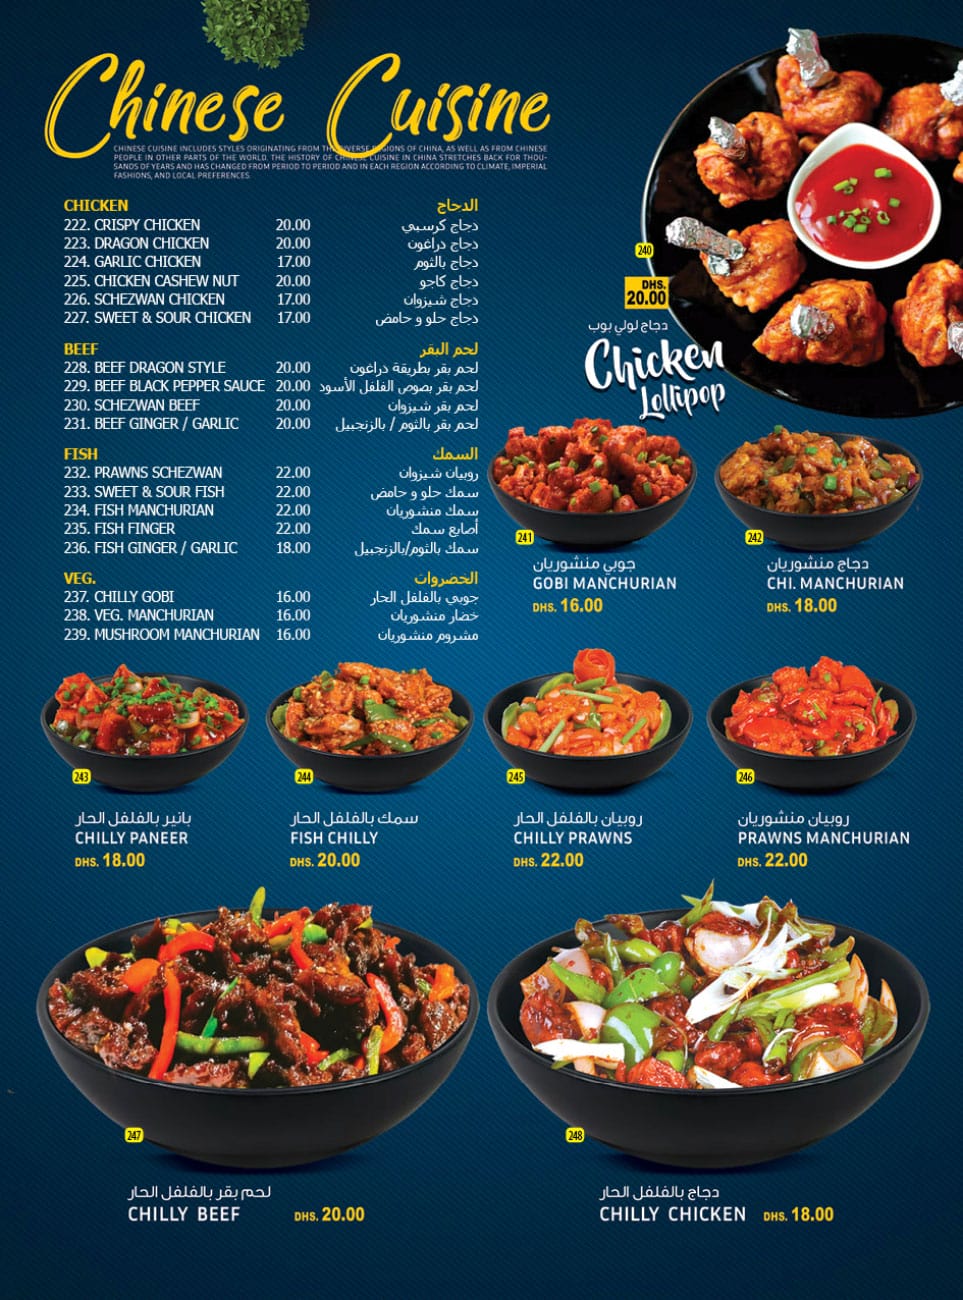 Chinese Cuisine
CHINESE CUISINE INCLUDES STYLES ORIGINATING FROM THE DIVERSE REGIONS OF CHINA, AS WELL AS FROM CHINESE
PEOPLE IN OTHER PARTS OF THE WORLD. THE HISTORY OF CHINESE CUISINE IN CHINA STRETCHES BACK FOR THOU-
SANDS OF YEARS AND HAS CHANGED FROM PERIOD TO PERIOD AND IN EACH REGION ACCORDING TO CLIMATE, IMPERIAL
FASHIONS, AND LOCAL PREFERENCES
CHICKEN الدجاج
222. CRISPY CHICKEN 20.00 دجاج كرسبي
223. DRAGON CHICKEN 20.00 دجاج دراغون
224. GARLIC CHICKEN 17.00 دجاج بالثوم
225. CHICKEN CASHEW NUT 20.00 دجاج كاجو
226. SCHEZWAN CHICKEN 17.00 دجاج شيزوان
227. SWEET & SOUR CHICKEN 17.00 دجاج حلو و حامض
BEEF لحم البقر
228. BEEF DRAGON STYLE 20.00 لحم بقر بطريقة دراغون
229. BEEF BLACK PEPPER SAUCE 20.00 لحم بقر بصوص الفلفل الأسود
230. SCHEZWAN BEEF 20.00 لحم بقر شيزوان
231. BEEF GINGER / GARLIC 20.00 لحم بقر بالثوم / بالزنجبيل
FISH السمك
232. PRAWNS SCHEZWAN 22.00 روبيان شيزوان
233. SWEET & SOUR FISH 22.00 سمك حلو و حامض
234. FISH MANCHURIAN 22.00 سمك منشوريان
235. FISH FINGER 22.00 أصابع سمك
236. FISH GINGER / GARLIC 18.00 سمك بالثوم/بالزنجبيل
VEG. الخضروات
237. CHILLY GOBI 16.00 جوبي بالفلفل الحار
238. VEG. MANCHURIAN 16.00 خضار منشوريان
239. MUSHROOM MANCHURIAN 16.00 مشروم منشوريان
240
DHS.
20.00
دجاج لولي بوب
Chicken
Lollipop
241
جوبي منشوريان
GOBI MANCHURIAN
DHS. 16.00
242
دجاج منشوريان
CHI. MANCHURIAN
DHS. 18.00
243
بانير بالفلفل الحار
CHILLY PANEER
DHS. 18.00
244
سمك بالفلفل الحار
FISH CHILLY
DHS. 20.00
245
روبيان بالفلفل الحار
CHILLY PRAWNS
DHS. 22.00
246
روبيان منشوريان
PRAWNS MANCHURIAN
DHS. 22.00
247
لحم بقر بالفلفل الحار
CHILLY BEEF DHS. 20.00
248
دجاج بالفلفل الحار
CHILLY CHICKEN DHS. 18.00